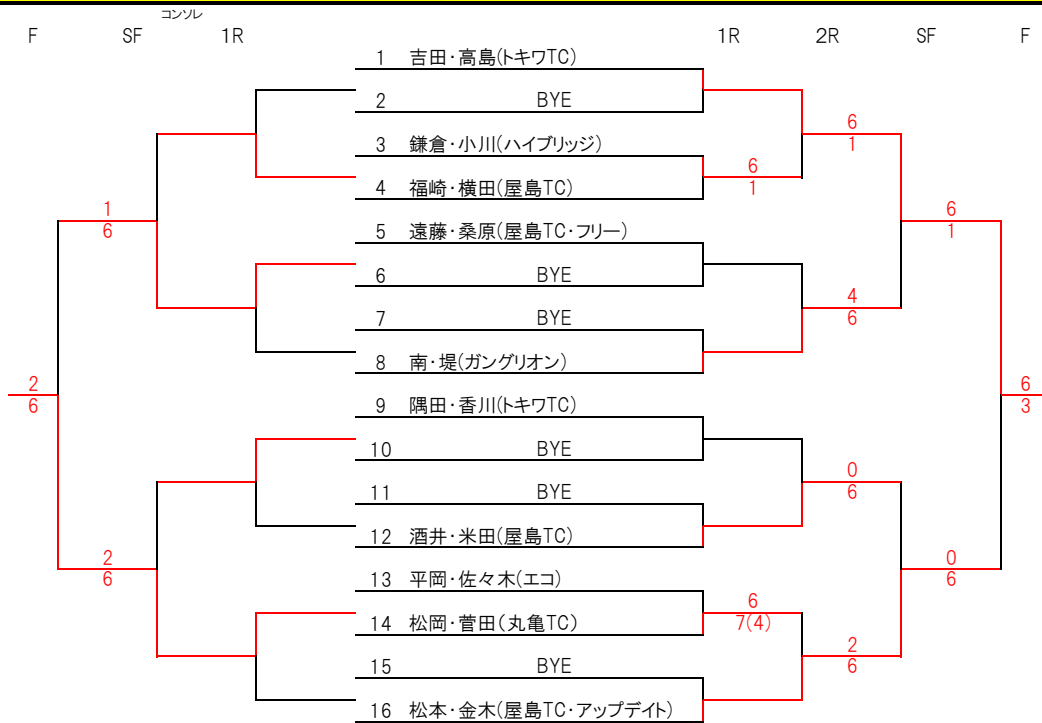 コンソレ
F SF 1R 1R 2R SF F
1 吉田・高島(トキワTC)
2 BYE
6
1
3 鎌倉・小川(ハイブリッジ)
6
1
4 福崎・横田(屋島TC)
1
6
6
1
5 遠藤・桑原(屋島TC・フリー)
6 BYE
4
6
7 BYE
8 南・堤(ガングリオン)
2
6
6
3
9 隅田・香川(トキワTC)
10 BYE
0
6
11 BYE
12 酒井・米田(屋島TC)
2
6
0
6
13 平岡・佐々木(エコ)
6
7(4)
14 松岡・菅田(丸亀TC)
2
6
15 BYE
16 松本・金木(屋島TC・アップデイト)